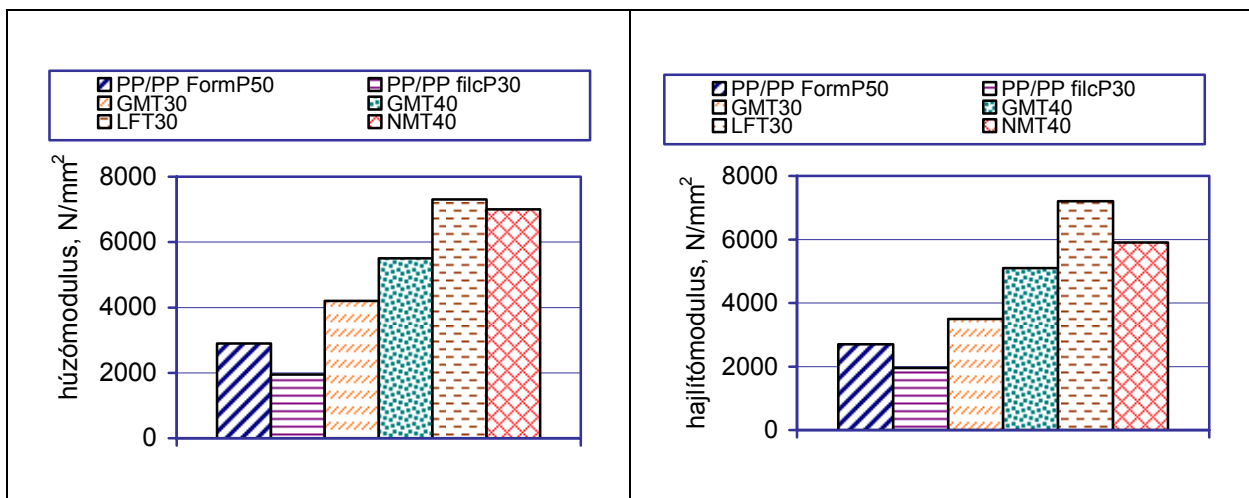 PP/PP FormP50 PP/PP filcP30
GMT30 GMT40
LFT30 NMT40
húzómodulus, N/mm²
8000
6000
4000
2000
0
PP/PP FormP50 PP/PP filcP30
GMT30 GMT40
LFT30 NMT40
hajlítómodulus, N/mm²
8000
6000
4000
2000
0